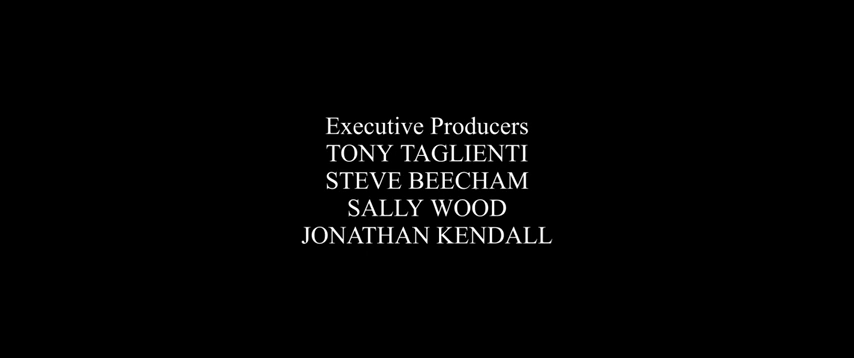 Executive Producers
TONY TAGLIENTI
STEVE BEECHAM
SALLY WOOD
JONATHAN KENDALL